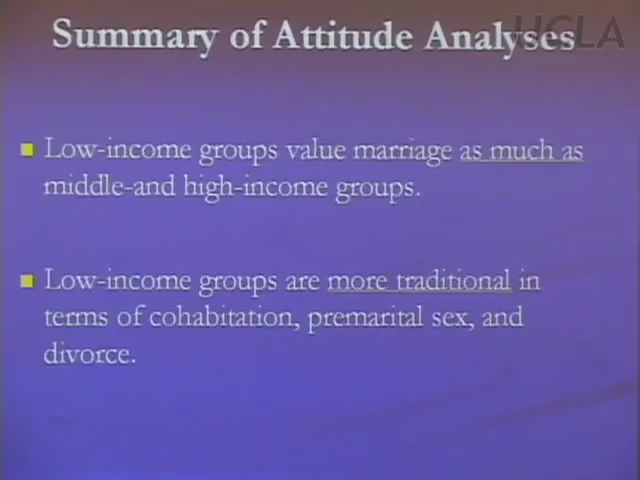 UCLA
Summary of Attitude Analyses
Low-income groups value marriage as much as
middle-and high-income groups.
Low-income groups are more traditional in
terms of cohabitation, premarital sex, and
divorce.